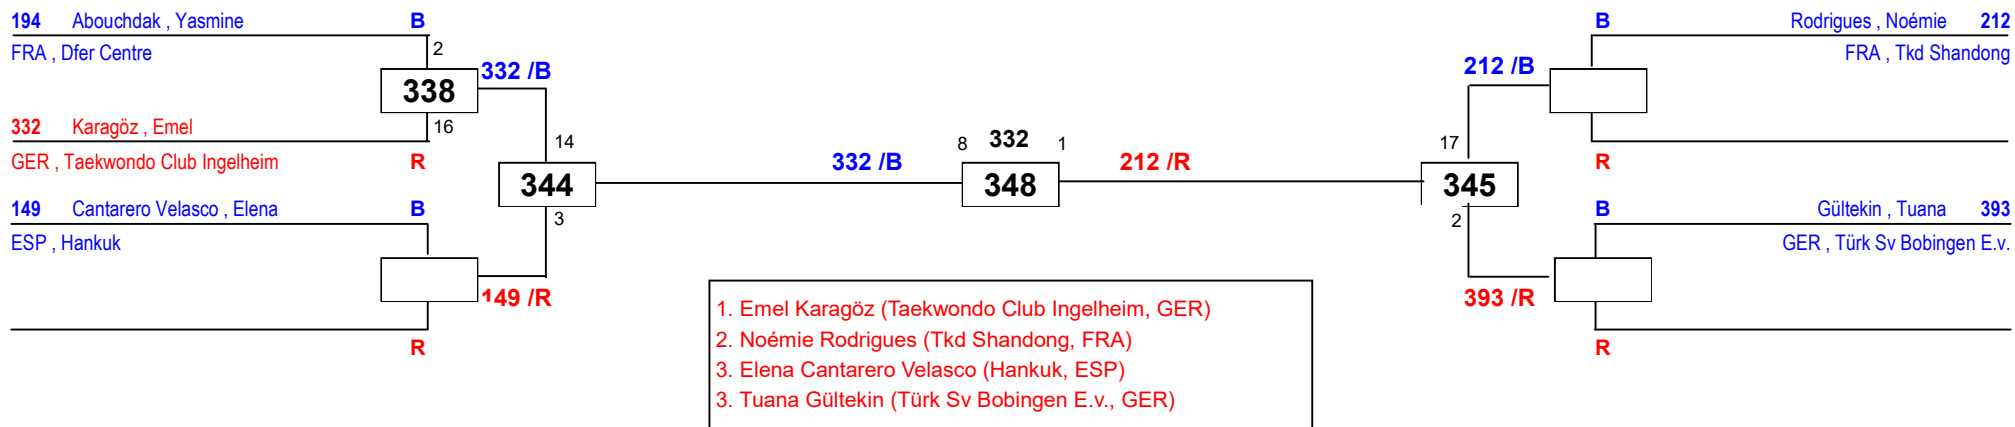 194 Abouchdak , Yasmine B
FRA , Dfer Centre
2
332 /B
338
16
332 Karagöz , Emel
GER , Taekwondo Club Ingelheim R
14
344
3
149 Cantarero Velasco , Elena B
ESP , Hankuk
149 /R
R
332 /B
8 332 1
348
212 /R
B Rodrigues , Noémie 212
FRA , Tkd Shandong
212 /B
R
17
345
2
B Gültekin , Tuana 393
GER , Türk Sv Bobingen E.v.
393 /R
R
1. Emel Karagöz (Taekwondo Club Ingelheim, GER)
2. Noémie Rodrigues (Tkd Shandong, FRA)
3. Elena Cantarero Velasco (Hankuk, ESP)
3. Tuana Gültekin (Türk Sv Bobingen E.v., GER)